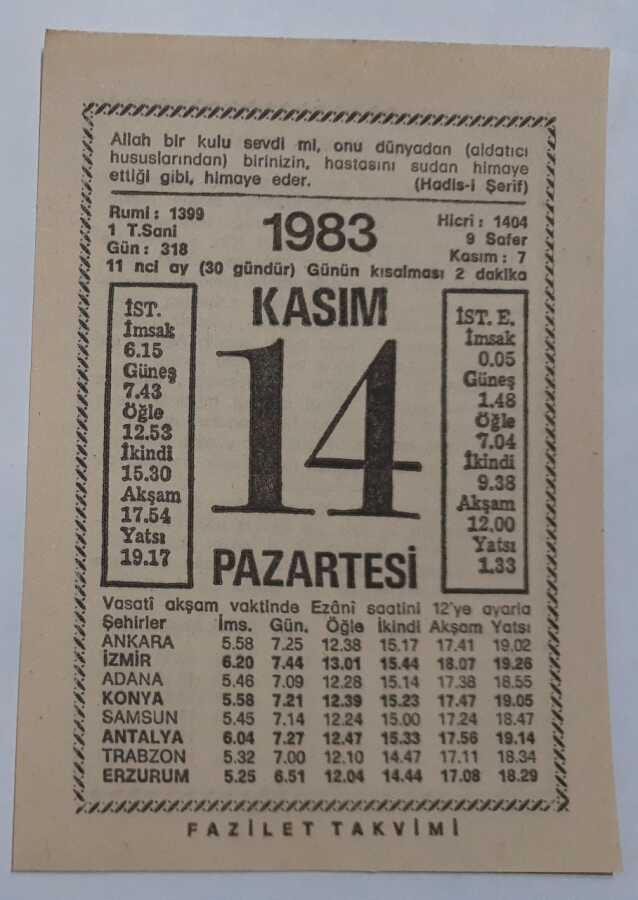 Allah bir kulu sevdi mi, onu dünyadan (aldatıcı
hususlarından) birinizin, hastasını sudan himaye
ettiği gibi, himaye eder. (Hadis-i Şerif)
Rumi : 1399
1 T.Sani
Gün : 318
1983
Hicri : 1404
9 Safer
Kasım : 7
11 nci ay (30 gündür) Günün kısalması 2 dakika
İST.
İmsak
6.15
Güneş
7.43
Öğle
12.53
İkindi
15.30
Akşam
17.54
Yatsı
19.17
KASIM
14
PAZARTESİ
İST. E.
İmsak
0.05
Güneş
1.48
Öğle
7.04
İkindi
9.38
Akşam
12.00
Yatsı
1.33
Vasatî akşam vaktinde Ezânî saatini 12'ye ayarla
Şehirler İms. Gün. Öğle İkindi Akşam Yatsı
ANKARA 5.58 7.25 12.38 15.17 17.41 19.02
İZMİR 6.20 7.44 13.01 15.44 18.07 19.26
ADANA 5.46 7.09 12.28 15.14 17.38 18.55
KONYA 5.58 7.21 12.39 15.23 17.47 19.05
SAMSUN 5.45 7.14 12.24 15.00 17.24 18.47
ANTALYA 6.04 7.27 12.47 15.33 17.56 19.14
TRABZON 5.32 7.00 12.10 14.47 17.11 18.34
ERZURUM 5.25 6.51 12.04 14.44 17.08 18.29
FAZİLET TAKVİMİ